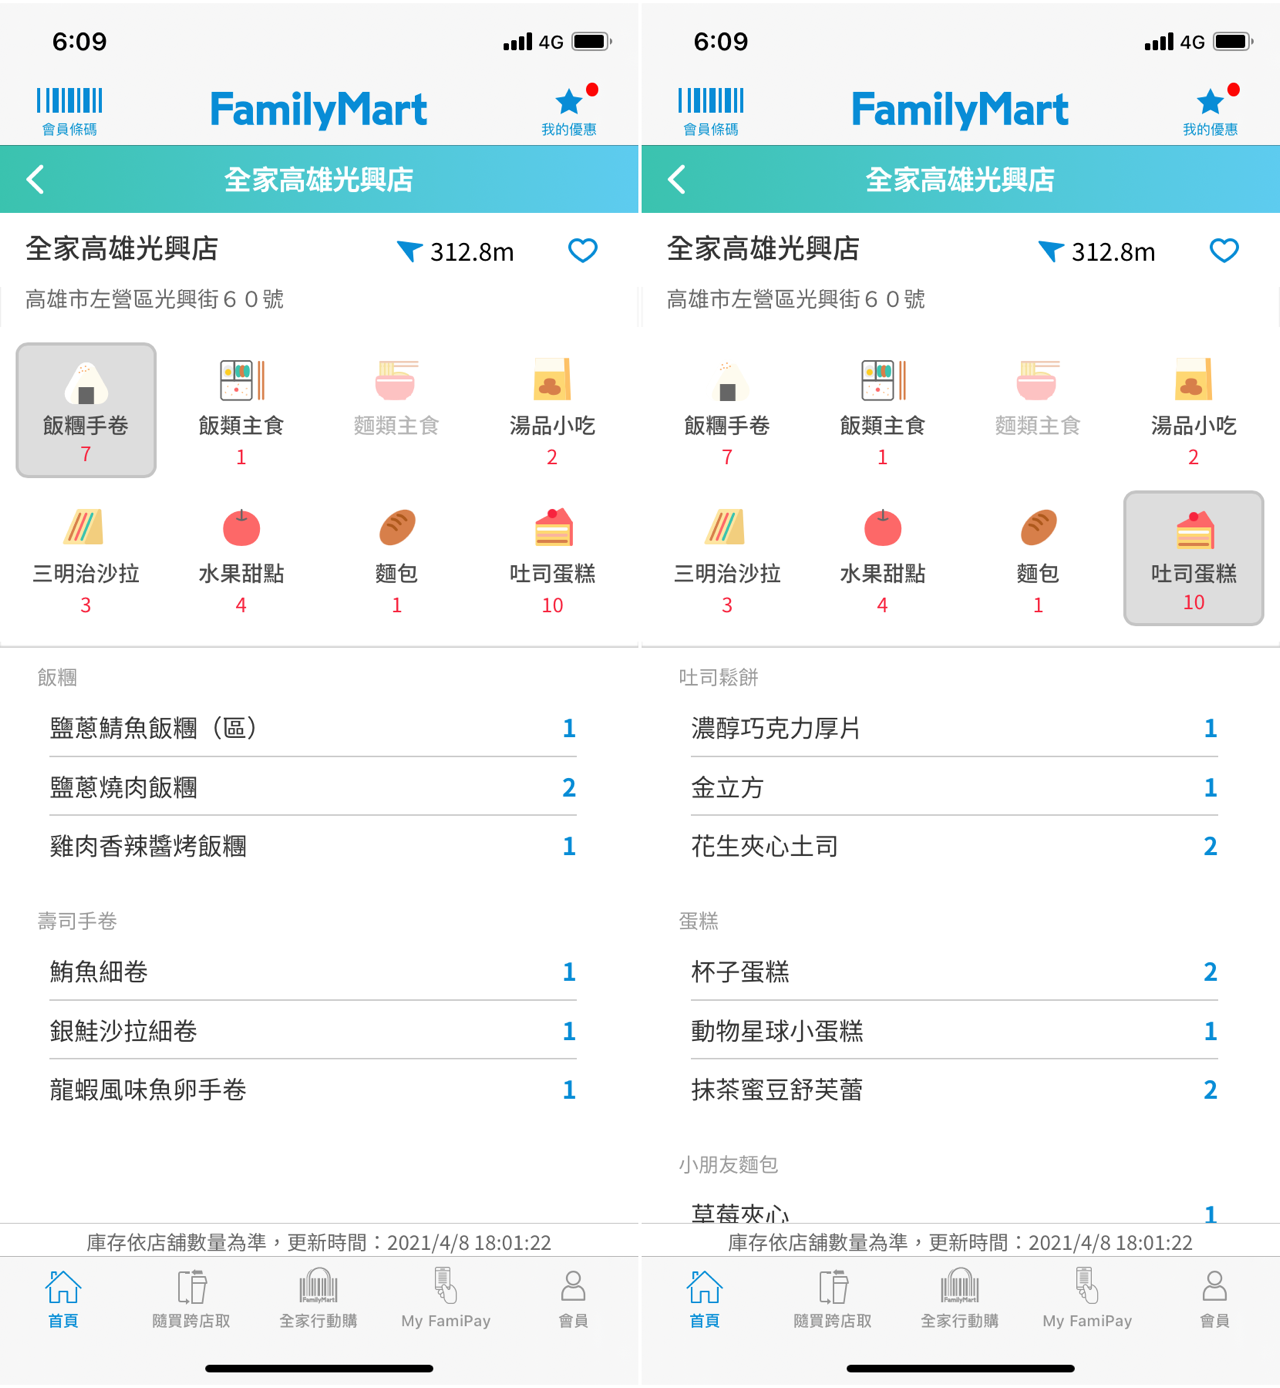 6:09
4G
會員條碼
FamilyMart
我的優惠
全家高雄光興店
全家高雄光興店
312.8m
高雄市左營區光興街６０號
飯糰手卷
7
飯類主食
1
麵類主食
湯品小吃
2
三明治沙拉
3
水果甜點
4
麵包
1
吐司蛋糕
10
飯糰
鹽蔥鯖魚飯糰（區） 1
鹽蔥燒肉飯糰 2
雞肉香辣醬烤飯糰 1
壽司手卷
鮪魚細卷 1
銀鮭沙拉細卷 1
龍蝦風味魚卵手卷 1
庫存依店舖數量為準，更新時間：2021/4/8 18:01:22
首頁
隨買跨店取
FamilyMart
全家行動購
My FamiPay
會員
6:09
4G
會員條碼
FamilyMart
我的優惠
全家高雄光興店
全家高雄光興店
312.8m
高雄市左營區光興街６０號
飯糰手卷
7
飯類主食
1
麵類主食
湯品小吃
2
三明治沙拉
3
水果甜點
4
麵包
1
吐司蛋糕
10
吐司鬆餅
濃醇巧克力厚片 1
金立方 1
花生夾心土司 2
蛋糕
杯子蛋糕 2
動物星球小蛋糕 1
抹茶蜜豆舒芙蕾 2
小朋友麵包
草莓夾心 1
庫存依店舖數量為準，更新時間：2021/4/8 18:01:22
首頁
隨買跨店取
FamilyMart
全家行動購
My FamiPay
會員